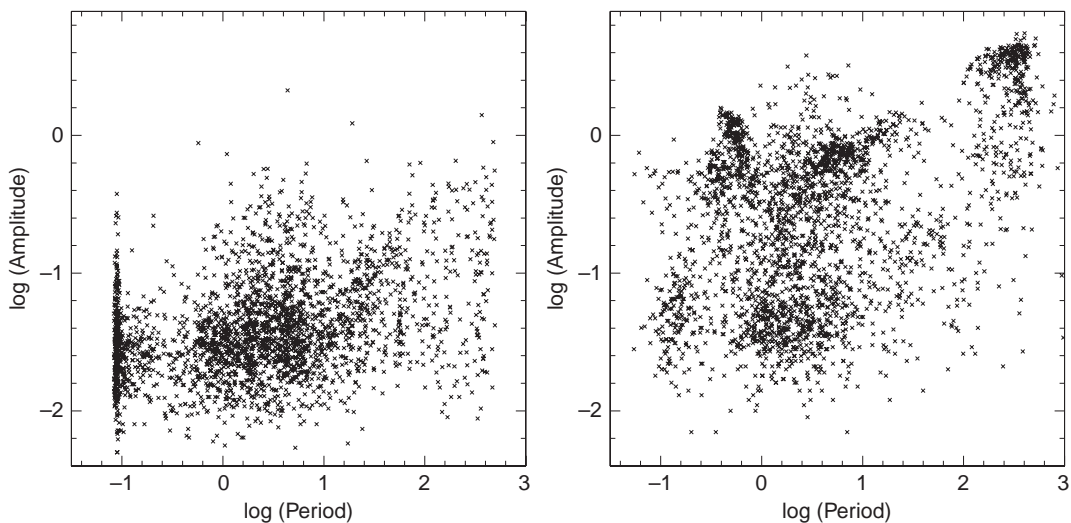 log (Amplitude)
0
–1
–2
–1 0 1 2 3
log (Period)
log (Amplitude)
0
–1
–2
–1 0 1 2 3
log (Period)